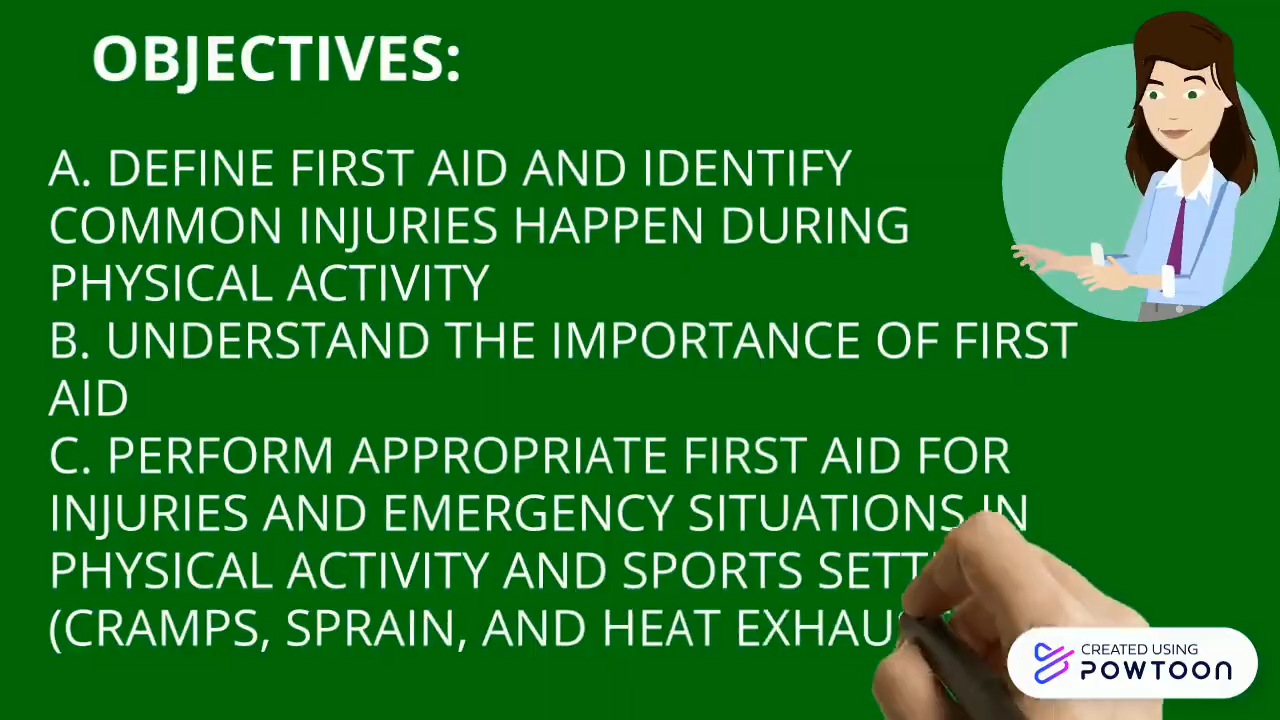 OBJECTIVES:
A. DEFINE FIRST AID AND IDENTIFY
COMMON INJURIES HAPPEN DURING
PHYSICAL ACTIVITY
B. UNDERSTAND THE IMPORTANCE OF FIRST
AID
C. PERFORM APPROPRIATE FIRST AID FOR
INJURIES AND EMERGENCY SITUATIONS IN
PHYSICAL ACTIVITY AND SPORTS
(CRAMPS, SPRAIN, AND HEAT
CREATED USING
POWTOON